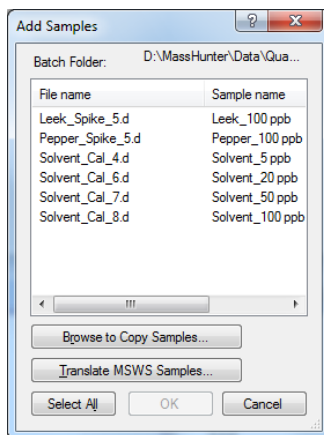 Add Samples
Batch Folder: D:\MassHunter\Data\Qua...
File name Sample name
Leek_Spike_5.d Leek_100 ppb
Pepper_Spike_5.d Pepper_100 ppb
Solvent_Cal_4.d Solvent_5 ppb
Solvent_Cal_6.d Solvent_20 ppb
Solvent_Cal_7.d Solvent_50 ppb
Solvent_Cal_8.d Solvent_100 ppb
Browse to Copy Samples...
Translate MSWS Samples...
Select All OK Cancel